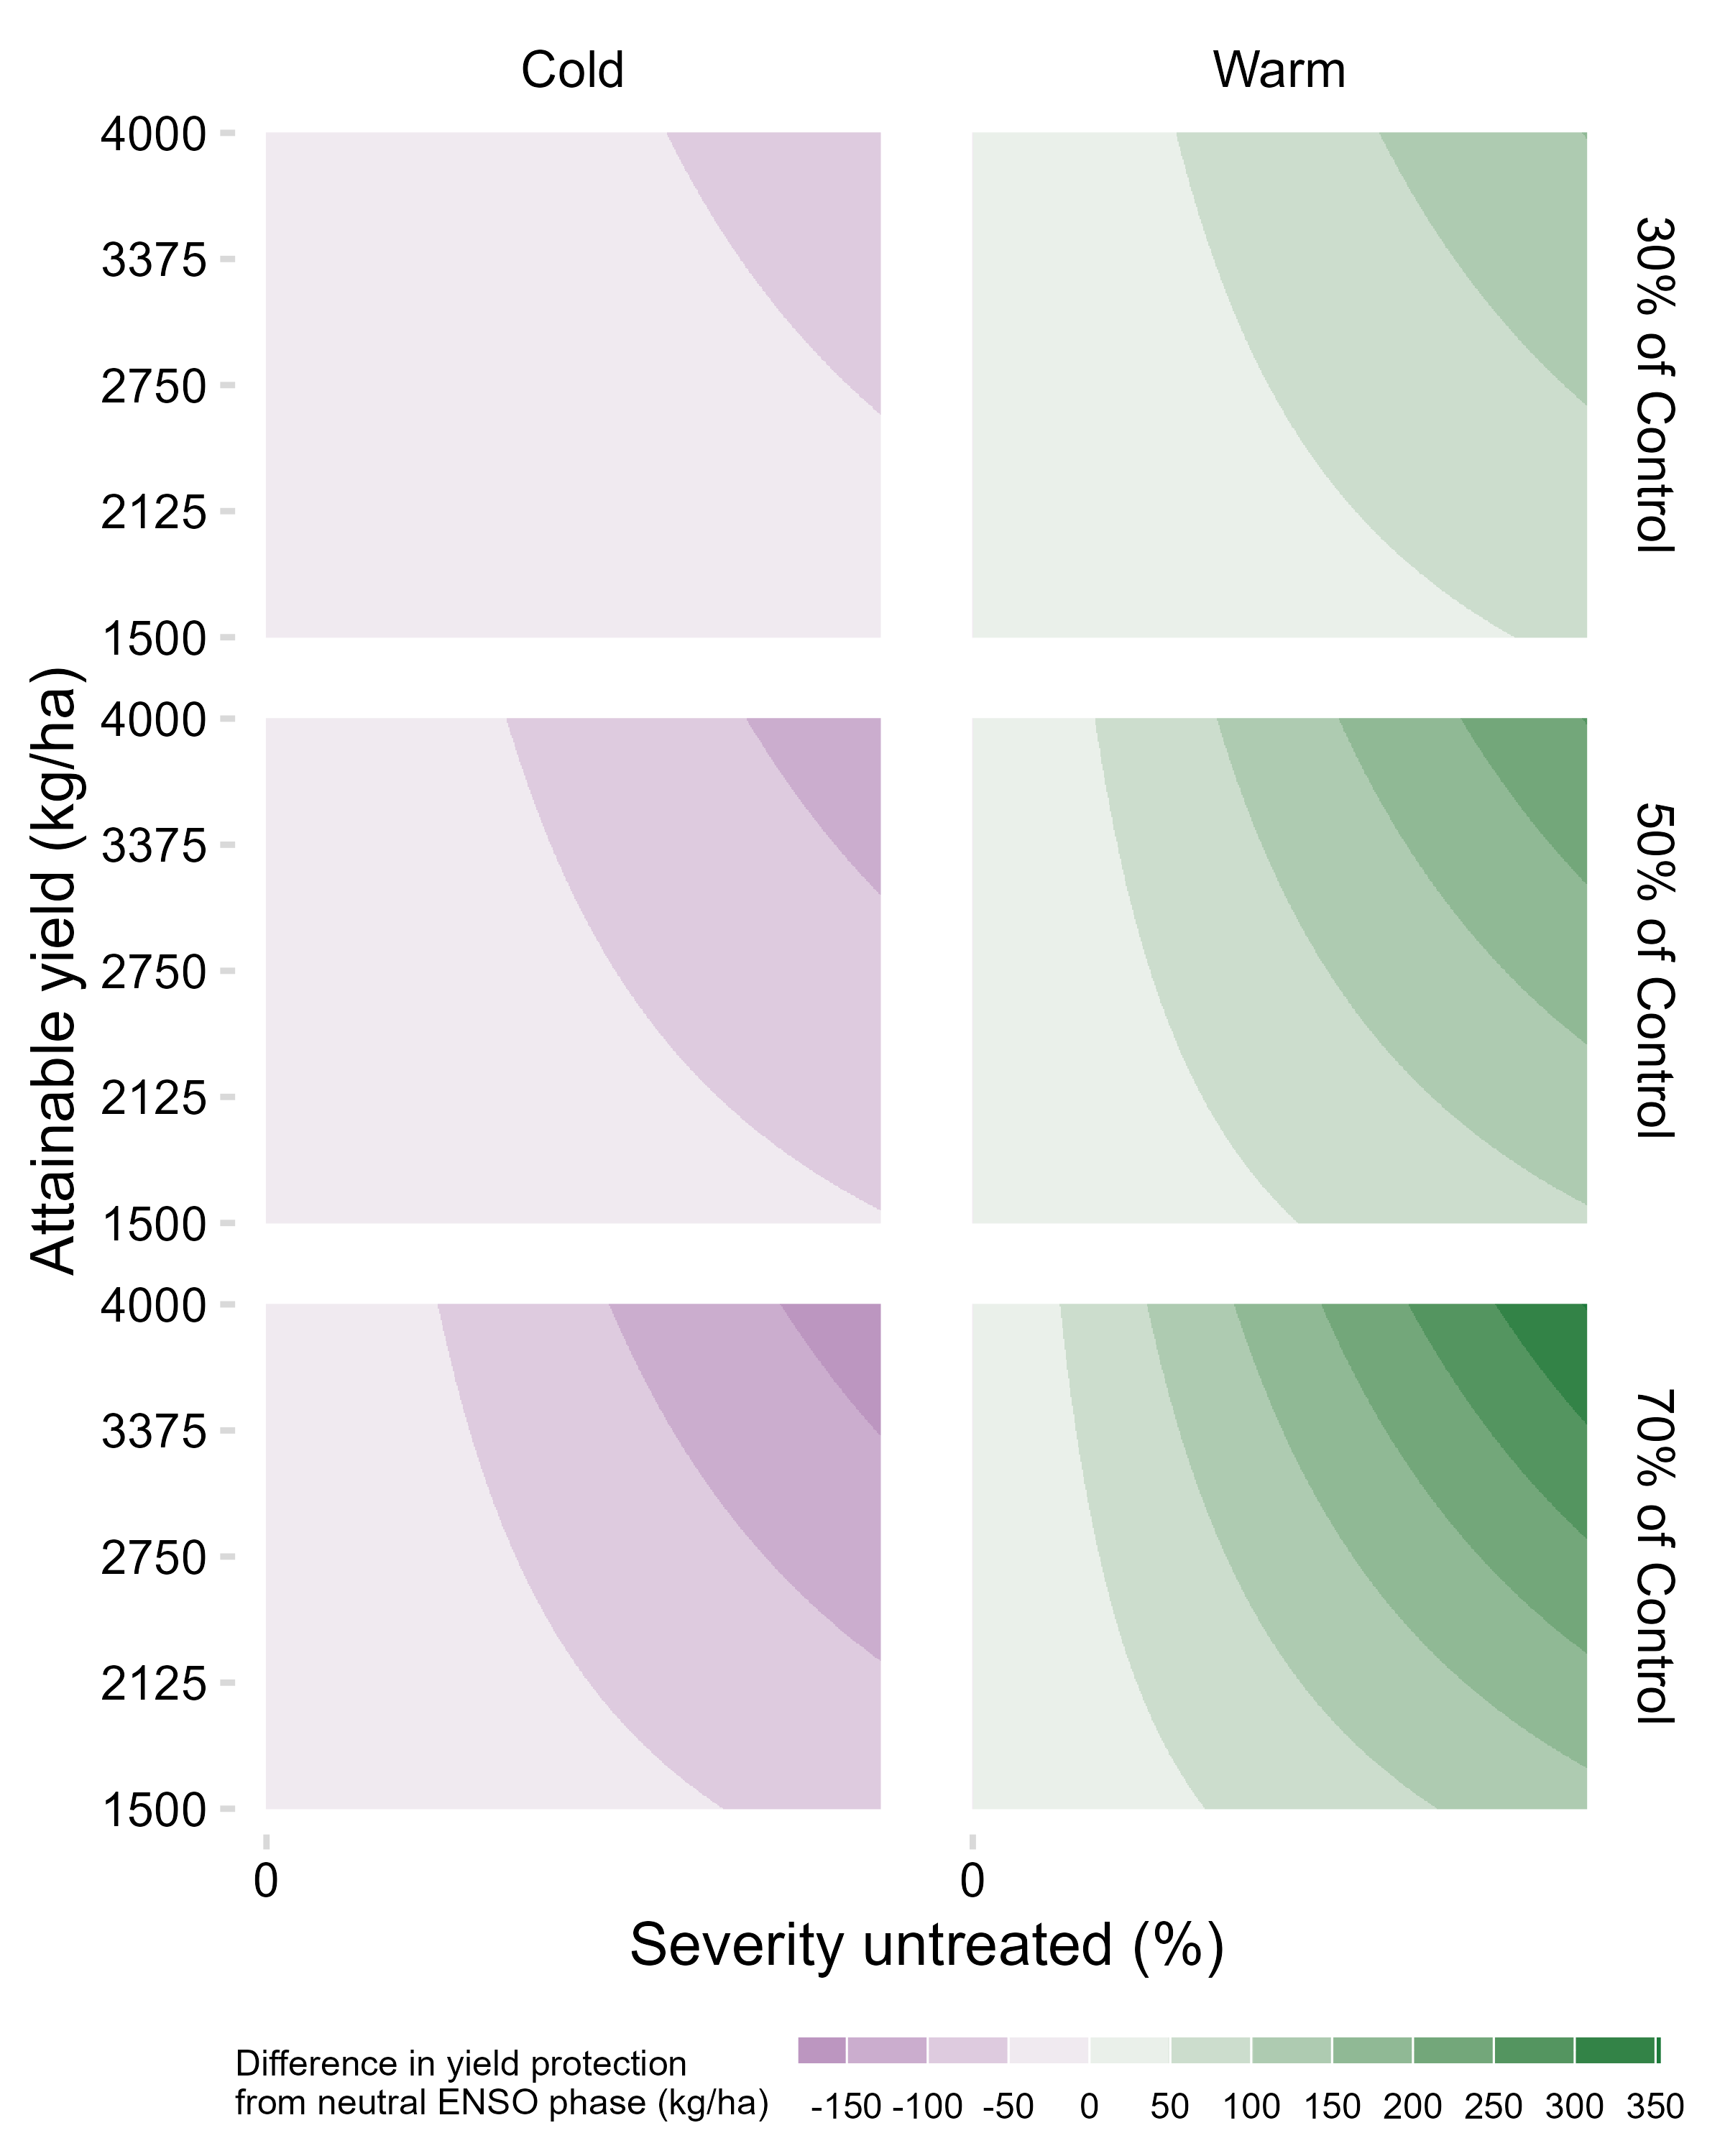 Cold
Warm
4000
3375
2750
2125
1500
30% of Control
4000
3375
2750
2125
1500
50% of Control
4000
3375
2750
2125
1500
70% of Control
Attainable yield (kg/ha)
0
0
Severity untreated (%)
Difference in yield protection
from neutral ENSO phase (kg/ha)
-150 -100 -50 0 50 100 150 200 250 300 350